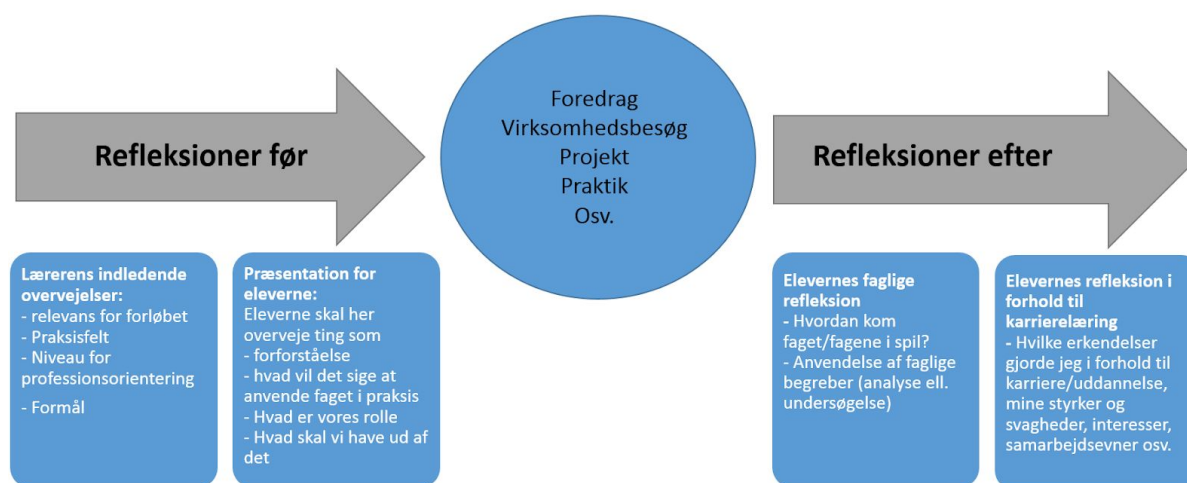 Refleksioner før
Foredrag
Virksomhedsbesøg
Projekt
Praktik
Osv.
Refleksioner efter
Lærerens indledende
overvejelser:
- relevans for forløbet
- Praksisfelt
- Niveau for
professionsorientering
- Formål
Præsentation for
eleverne:
Eleverne skal her
overveje ting som
- forforståelse
- hvad vil det sige at
anvende faget i praksis
- Hvad er vores rolle
- Hvad skal vi have ud af
det
Elevernes faglige
refleksion
- Hvordan kom
faget/fagene i spil?
- Anvendelse af faglige
begreber (analyse ell.
undersøgelse)
Elevernes refleksion i
forhold til
karrierelæring
- Hvilke erkendelser
gjorde jeg i forhold til
karriere/uddannelse,
mine styrker og
svagheder, interesser,
samarbejdsevner osv.